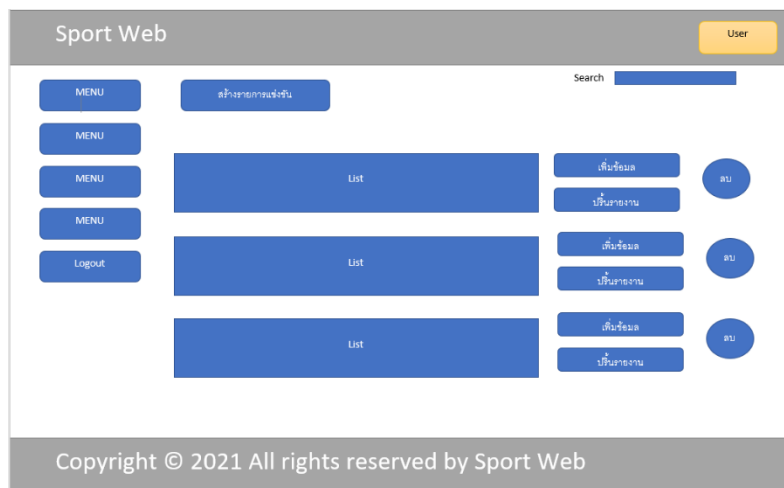 Sport Web
User
Search
MENU
สร้างรายการแข่งขัน
MENU
MENU
MENU
Logout
List
เพิ่มข้อมูล
ปริ้นรายงาน
ลบ
List
เพิ่มข้อมูล
ปริ้นรายงาน
ลบ
List
เพิ่มข้อมูล
ปริ้นรายงาน
ลบ
Copyright © 2021 All rights reserved by Sport Web